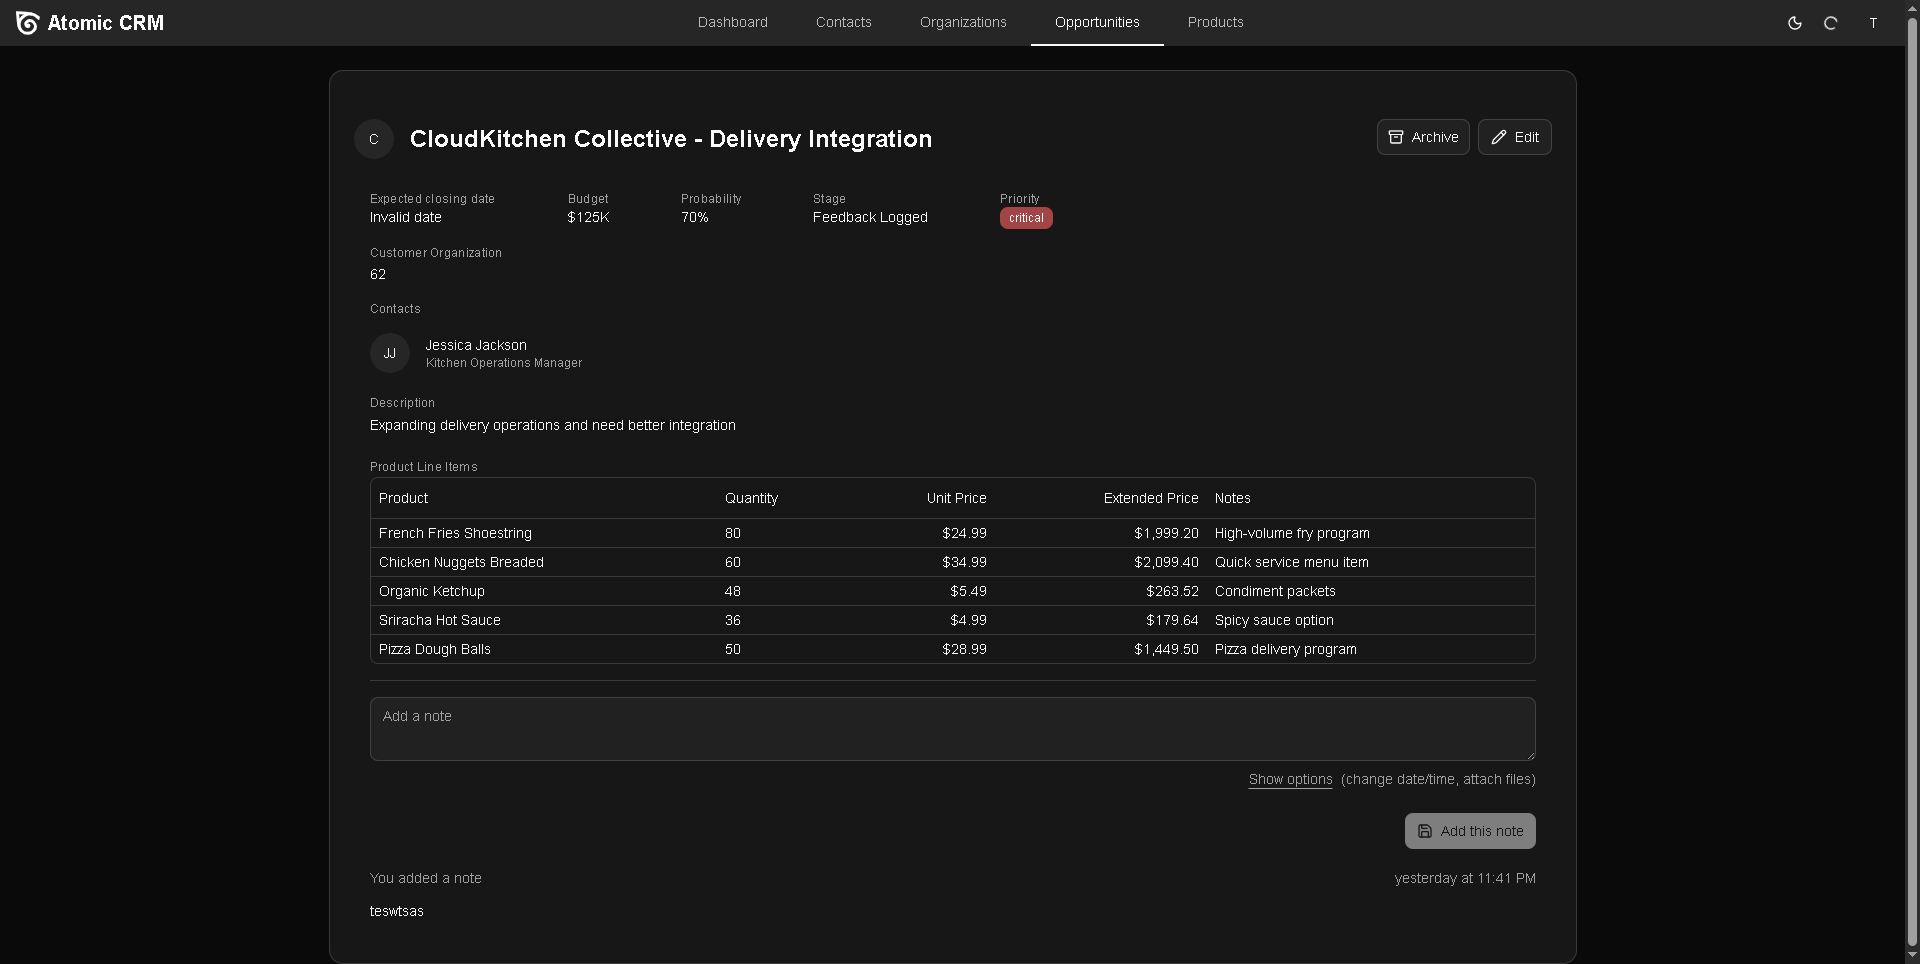 Atomic CRM Dashboard Contacts Organizations Opportunities Products T
C CloudKitchen Collective - Delivery Integration Archive Edit
Expected closing date Budget Probability Stage Priority
Invalid date $125K 70% Feedback Logged critical
Customer Organization
62
Contacts
JJ Jessica Jackson
Kitchen Operations Manager
Description
Expanding delivery operations and need better integration
Product Line Items
Product Quantity Unit Price Extended Price Notes
French Fries Shoestring 80 $24.99 $1,999.20 High-volume fry program
Chicken Nuggets Breaded 60 $34.99 $2,099.40 Quick service menu item
Organic Ketchup 48 $5.49 $263.52 Condiment packets
Sriracha Hot Sauce 36 $4.99 $179.64 Spicy sauce option
Pizza Dough Balls 50 $28.99 $1,449.50 Pizza delivery program
Add a note
Show options (change date/time, attach files)
Add this note
You added a note yesterday at 11:41 PM
teswtsas